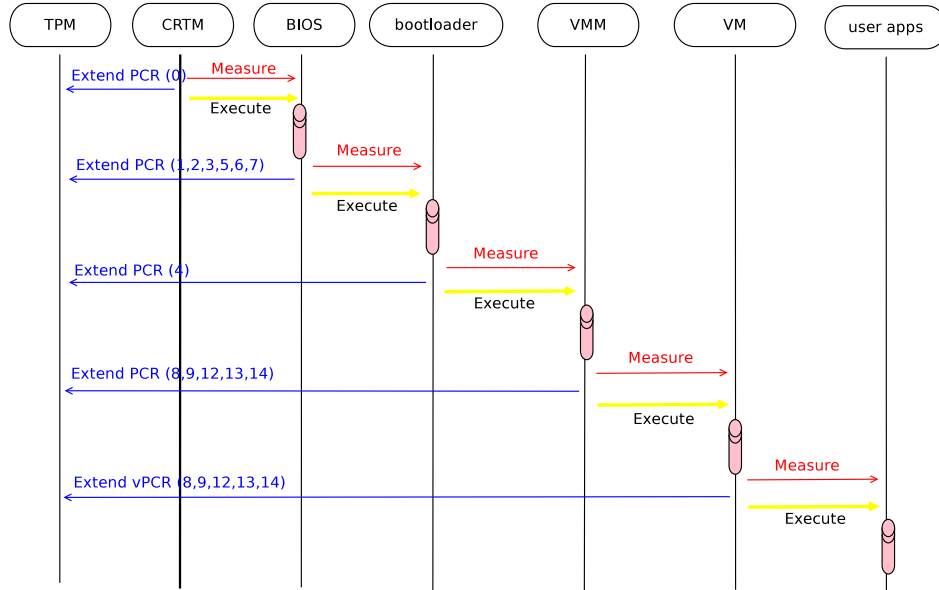 TPM
CRTM
BIOS
bootloader
VMM
VM
user apps
Extend PCR (0)
Measure
Execute
Extend PCR (1,2,3,5,6,7)
Measure
Execute
Extend PCR (4)
Measure
Execute
Extend PCR (8,9,12,13,14)
Measure
Execute
Extend vPCR (8,9,12,13,14)
Measure
Execute